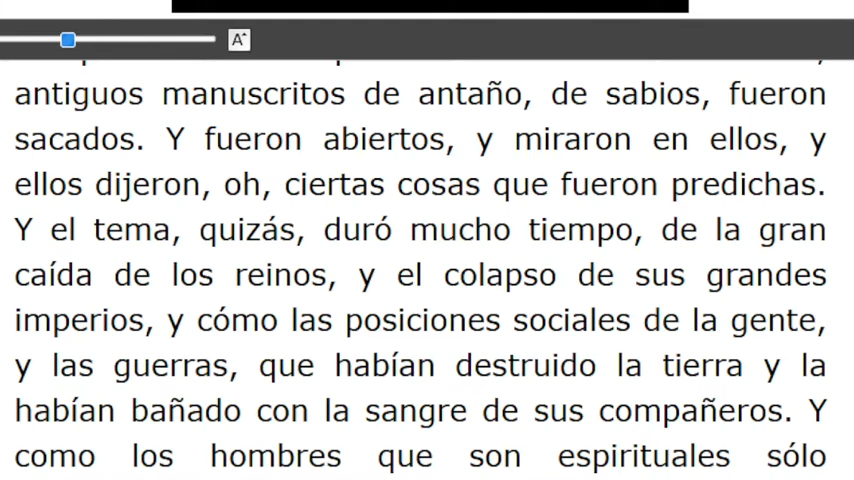 A
antiguos manuscritos de antaño, de sabios, fueron
sacados. Y fueron abiertos, y miraron en ellos, y
ellos dijeron, oh, ciertas cosas que fueron predichas.
Y el tema, quizás, duró mucho tiempo, de la gran
caída de los reinos, y el colapso de sus grandes
imperios, y cómo las posiciones sociales de la gente,
y las guerras, que habían destruido la tierra y la
habían bañado con la sangre de sus compañeros. Y
como los hombres que son espirituales sólo